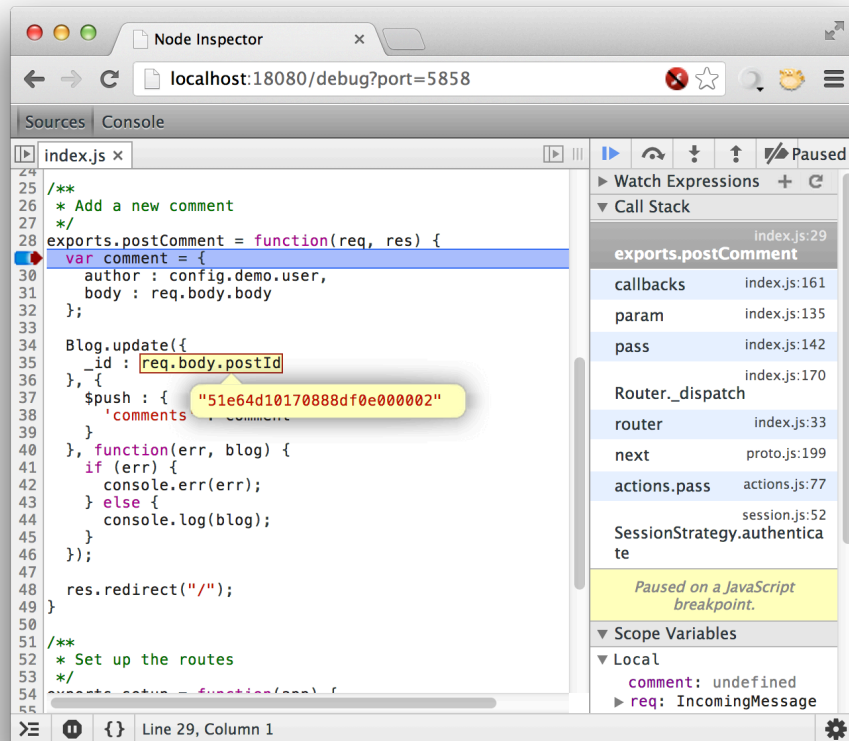 Node Inspector
localhost:18080/debug?port=5858
Sources Console
index.js
Paused
24
25 /**
26  * Add a new comment
27  */
28 exports.postComment = function(req, res) {
   var comment = {
30     author : config.demo.user,
31     body : req.body.body
32   };
33
34   Blog.update({
35     _id : req.body.postId
36   }, {
37     $push : {
"51e64d10170888df0e000002"
38       'comments' : comment
39     }
40   }, function(err, blog) {
41     if (err) {
42       console.err(err);
43     } else {
44       console.log(blog);
45     }
46   });
47
48   res.redirect("/");
49 }
50
51 /**
52  * Set up the routes
53  */
54 exports.setup = function(app) {
55
Watch Expressions
Call Stack
index.js:29
exports.postComment
callbacks index.js:161
param index.js:135
pass index.js:142
index.js:170
Router._dispatch
router index.js:33
next proto.js:199
actions.pass actions.js:77
session.js:52
SessionStrategy.authentica
te
Paused on a JavaScript
breakpoint.
Scope Variables
Local
comment: undefined
req: IncomingMessage
{} Line 29, Column 1